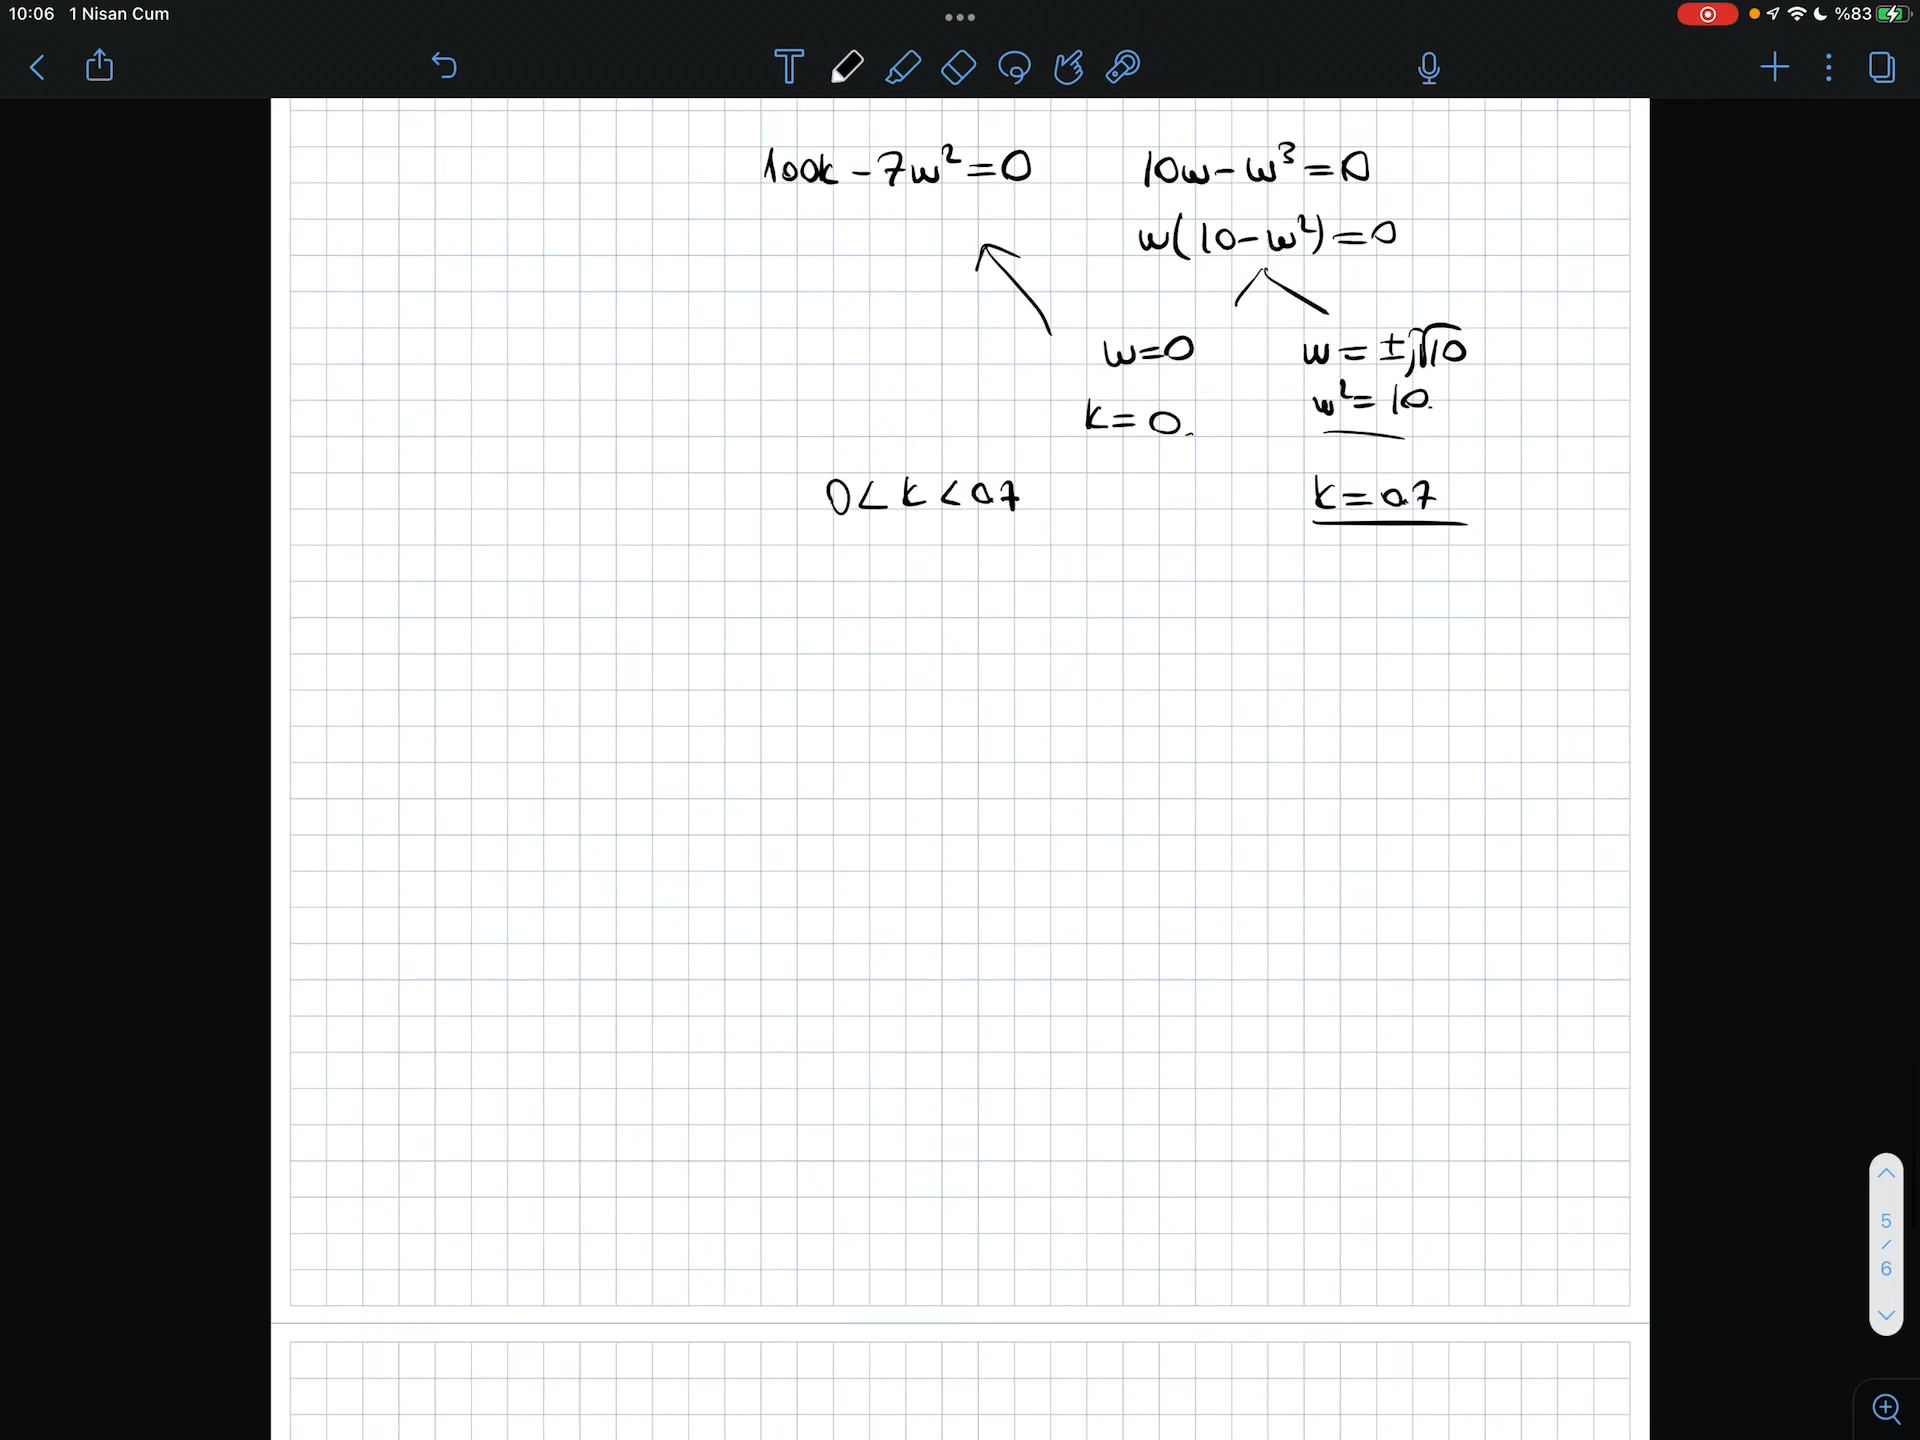 10:06 1 Nisan Cum
%83
T
100k - 7w² = 0
10w - w³ = 0
w(10 - w²) = 0
w = 0
w = ±j√10
k = 0.
w² = 10.
0 < k < 0.7
k = 0.7
5
/
6